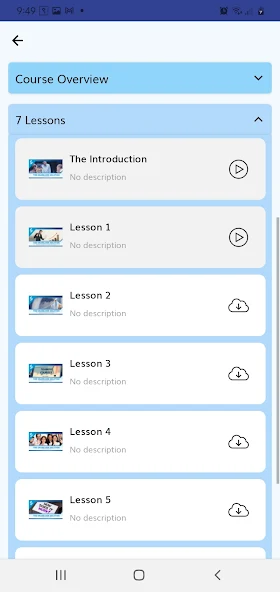 9:49
Course Overview
7 Lessons
The Introduction
No description
Lesson 1
No description
Lesson 2
No description
Lesson 3
No description
Lesson 4
No description
Lesson 5
No description